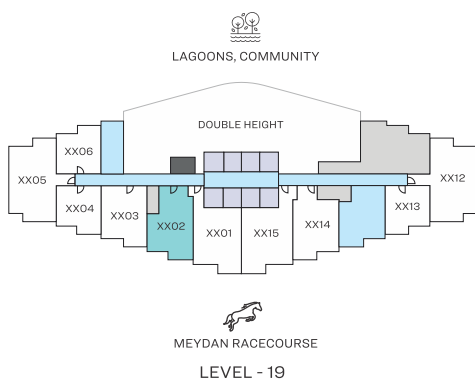 LAGOONS, COMMUNITY
DOUBLE HEIGHT
XX06
XX05
XX12
XX04
XX03
XX02
XX01
XX15
XX14
XX13
MEYDAN RACECOURSE
LEVEL - 19